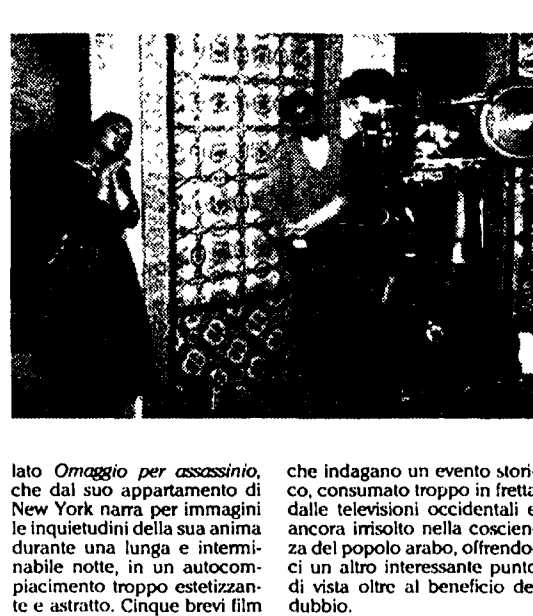 lato Omaggio per assassinio,
che dal suo appartamento di
New York narra per immagini
le inquietudini della sua anima
durante una lunga e intermi-
nabile notte, in un autocom-
piacimento troppo estetizzan-
te e astratto. Cinque brevi film
che indagano un evento stori-
co, consumato troppo in fretta
dalle televisioni occidentali e
ancora irrisolto nella coscien-
za del popolo arabo, offrendo-
ci un altro interessante punto
di vista oltre al beneficio de
dubbio.